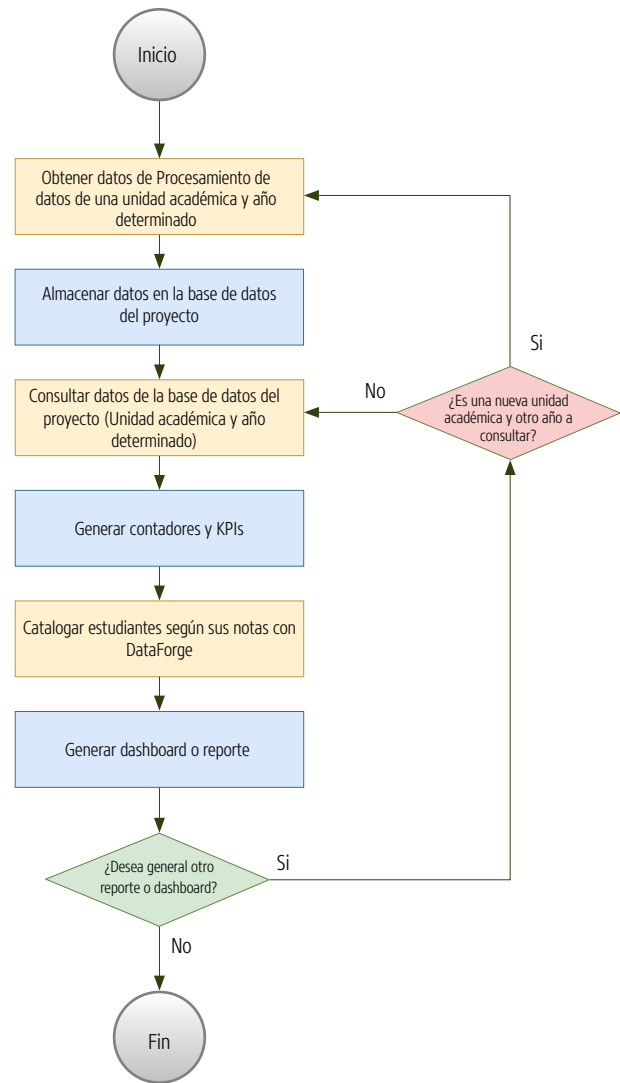 Inicio
Obtener datos de Procesamiento de
datos de una unidad académica y año
determinado
Almacenar datos en la base de datos
del proyecto
Si
No
¿Es una nueva unidad
académica y otro año a
consultar?
Consultar datos de la base de datos del
proyecto (Unidad académica y año
determinado)
Generar contadores y KPIs
Catalogar estudiantes según sus notas con
DataForge
Generar dashboard o reporte
¿Desea general otro
reporte o dashboard?
Si
No
Fin